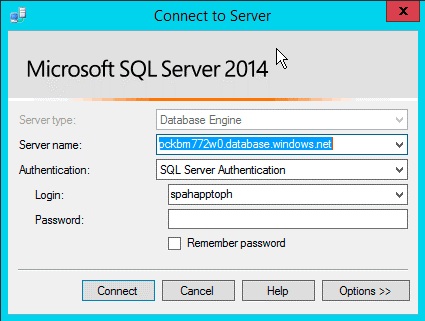 Connect to Server
x
Microsoft SQL Server 2014
Server type: Database Engine
Server name: pckbm772w0.database.windows.net
Authentication: SQL Server Authentication
Login: spahapptoph
Password:
Remember password
Connect Cancel Help Options >>